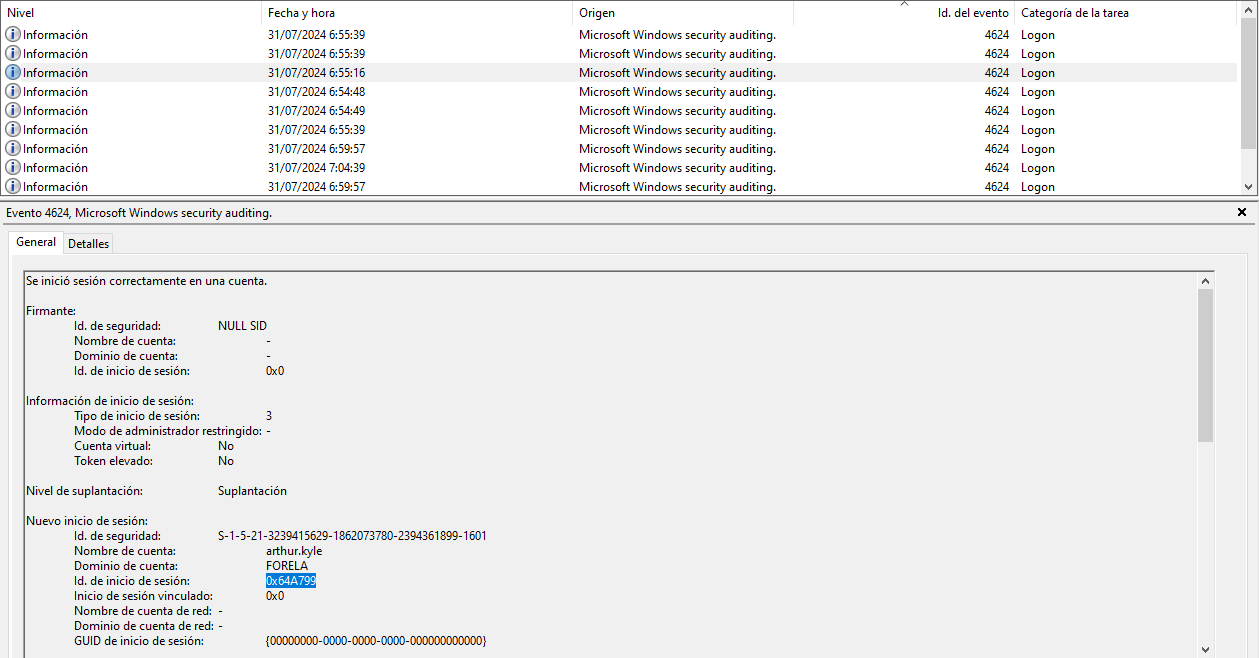 Nivel Fecha y hora Origen Id. del evento Categoría de la tarea
Información 31/07/2024 6:55:39 Microsoft Windows security auditing. 4624 Logon
Información 31/07/2024 6:55:39 Microsoft Windows security auditing. 4624 Logon
Información 31/07/2024 6:55:16 Microsoft Windows security auditing. 4624 Logon
Información 31/07/2024 6:54:48 Microsoft Windows security auditing. 4624 Logon
Información 31/07/2024 6:54:49 Microsoft Windows security auditing. 4624 Logon
Información 31/07/2024 6:55:39 Microsoft Windows security auditing. 4624 Logon
Información 31/07/2024 6:59:57 Microsoft Windows security auditing. 4624 Logon
Información 31/07/2024 7:04:39 Microsoft Windows security auditing. 4624 Logon
Información 31/07/2024 6:59:57 Microsoft Windows security auditing. 4624 Logon
Evento 4624, Microsoft Windows security auditing.
General Detalles
Se inició sesión correctamente en una cuenta.
Firmante:
Id. de seguridad: NULL SID
Nombre de cuenta: -
Dominio de cuenta: -
Id. de inicio de sesión: 0x0
Información de inicio de sesión:
Tipo de inicio de sesión: 3
Modo de administrador restringido: -
Cuenta virtual: No
Token elevado: No
Nivel de suplantación: Suplantación
Nuevo inicio de sesión:
Id. de seguridad: S-1-5-21-3239415629-1862073780-2394361899-1601
Nombre de cuenta: arthur.kyle
Dominio de cuenta: FORELA
Id. de inicio de sesión: 0x64A799
Inicio de sesión vinculado: 0x0
Nombre de cuenta de red: -
Dominio de cuenta de red: -
GUID de inicio de sesión: {00000000-0000-0000-0000-000000000000}